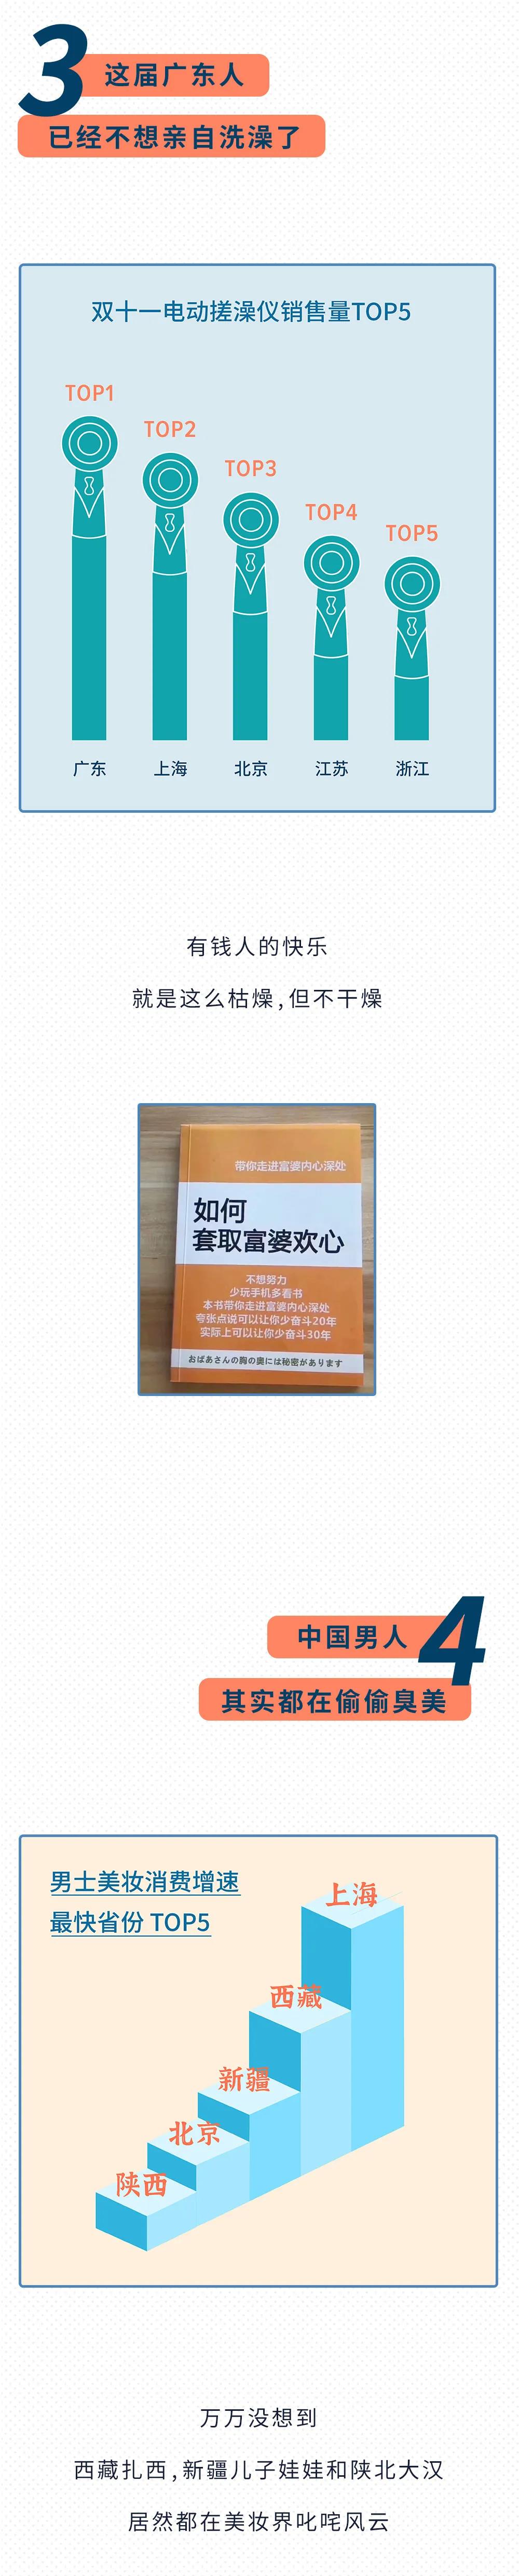 3
这届广东人
已经不想亲自洗澡了
双十一电动搓澡仪销售量TOP5
TOP1
TOP2
TOP3
TOP4
TOP5
广东
上海
北京
江苏
浙江
有钱人的快乐
就是这么枯燥,但不干燥
带你走进富婆内心深处
如何
套取富婆欢心
不想努力
少玩手机多看书
本书带你走进富婆内心深处
夸张点说可以让你少奋斗20年
实际上可以让你少奋斗30年
おばあさんの胸の奥には秘密があります
中国男人
4
其实都在偷偷臭美
男士美妆消费增速
最快省份 TOP5
上海
西藏
新疆
北京
陕西
万万没想到
西藏扎西,新疆儿子娃娃和陕北大汉
居然都在美妆界叱咤风云